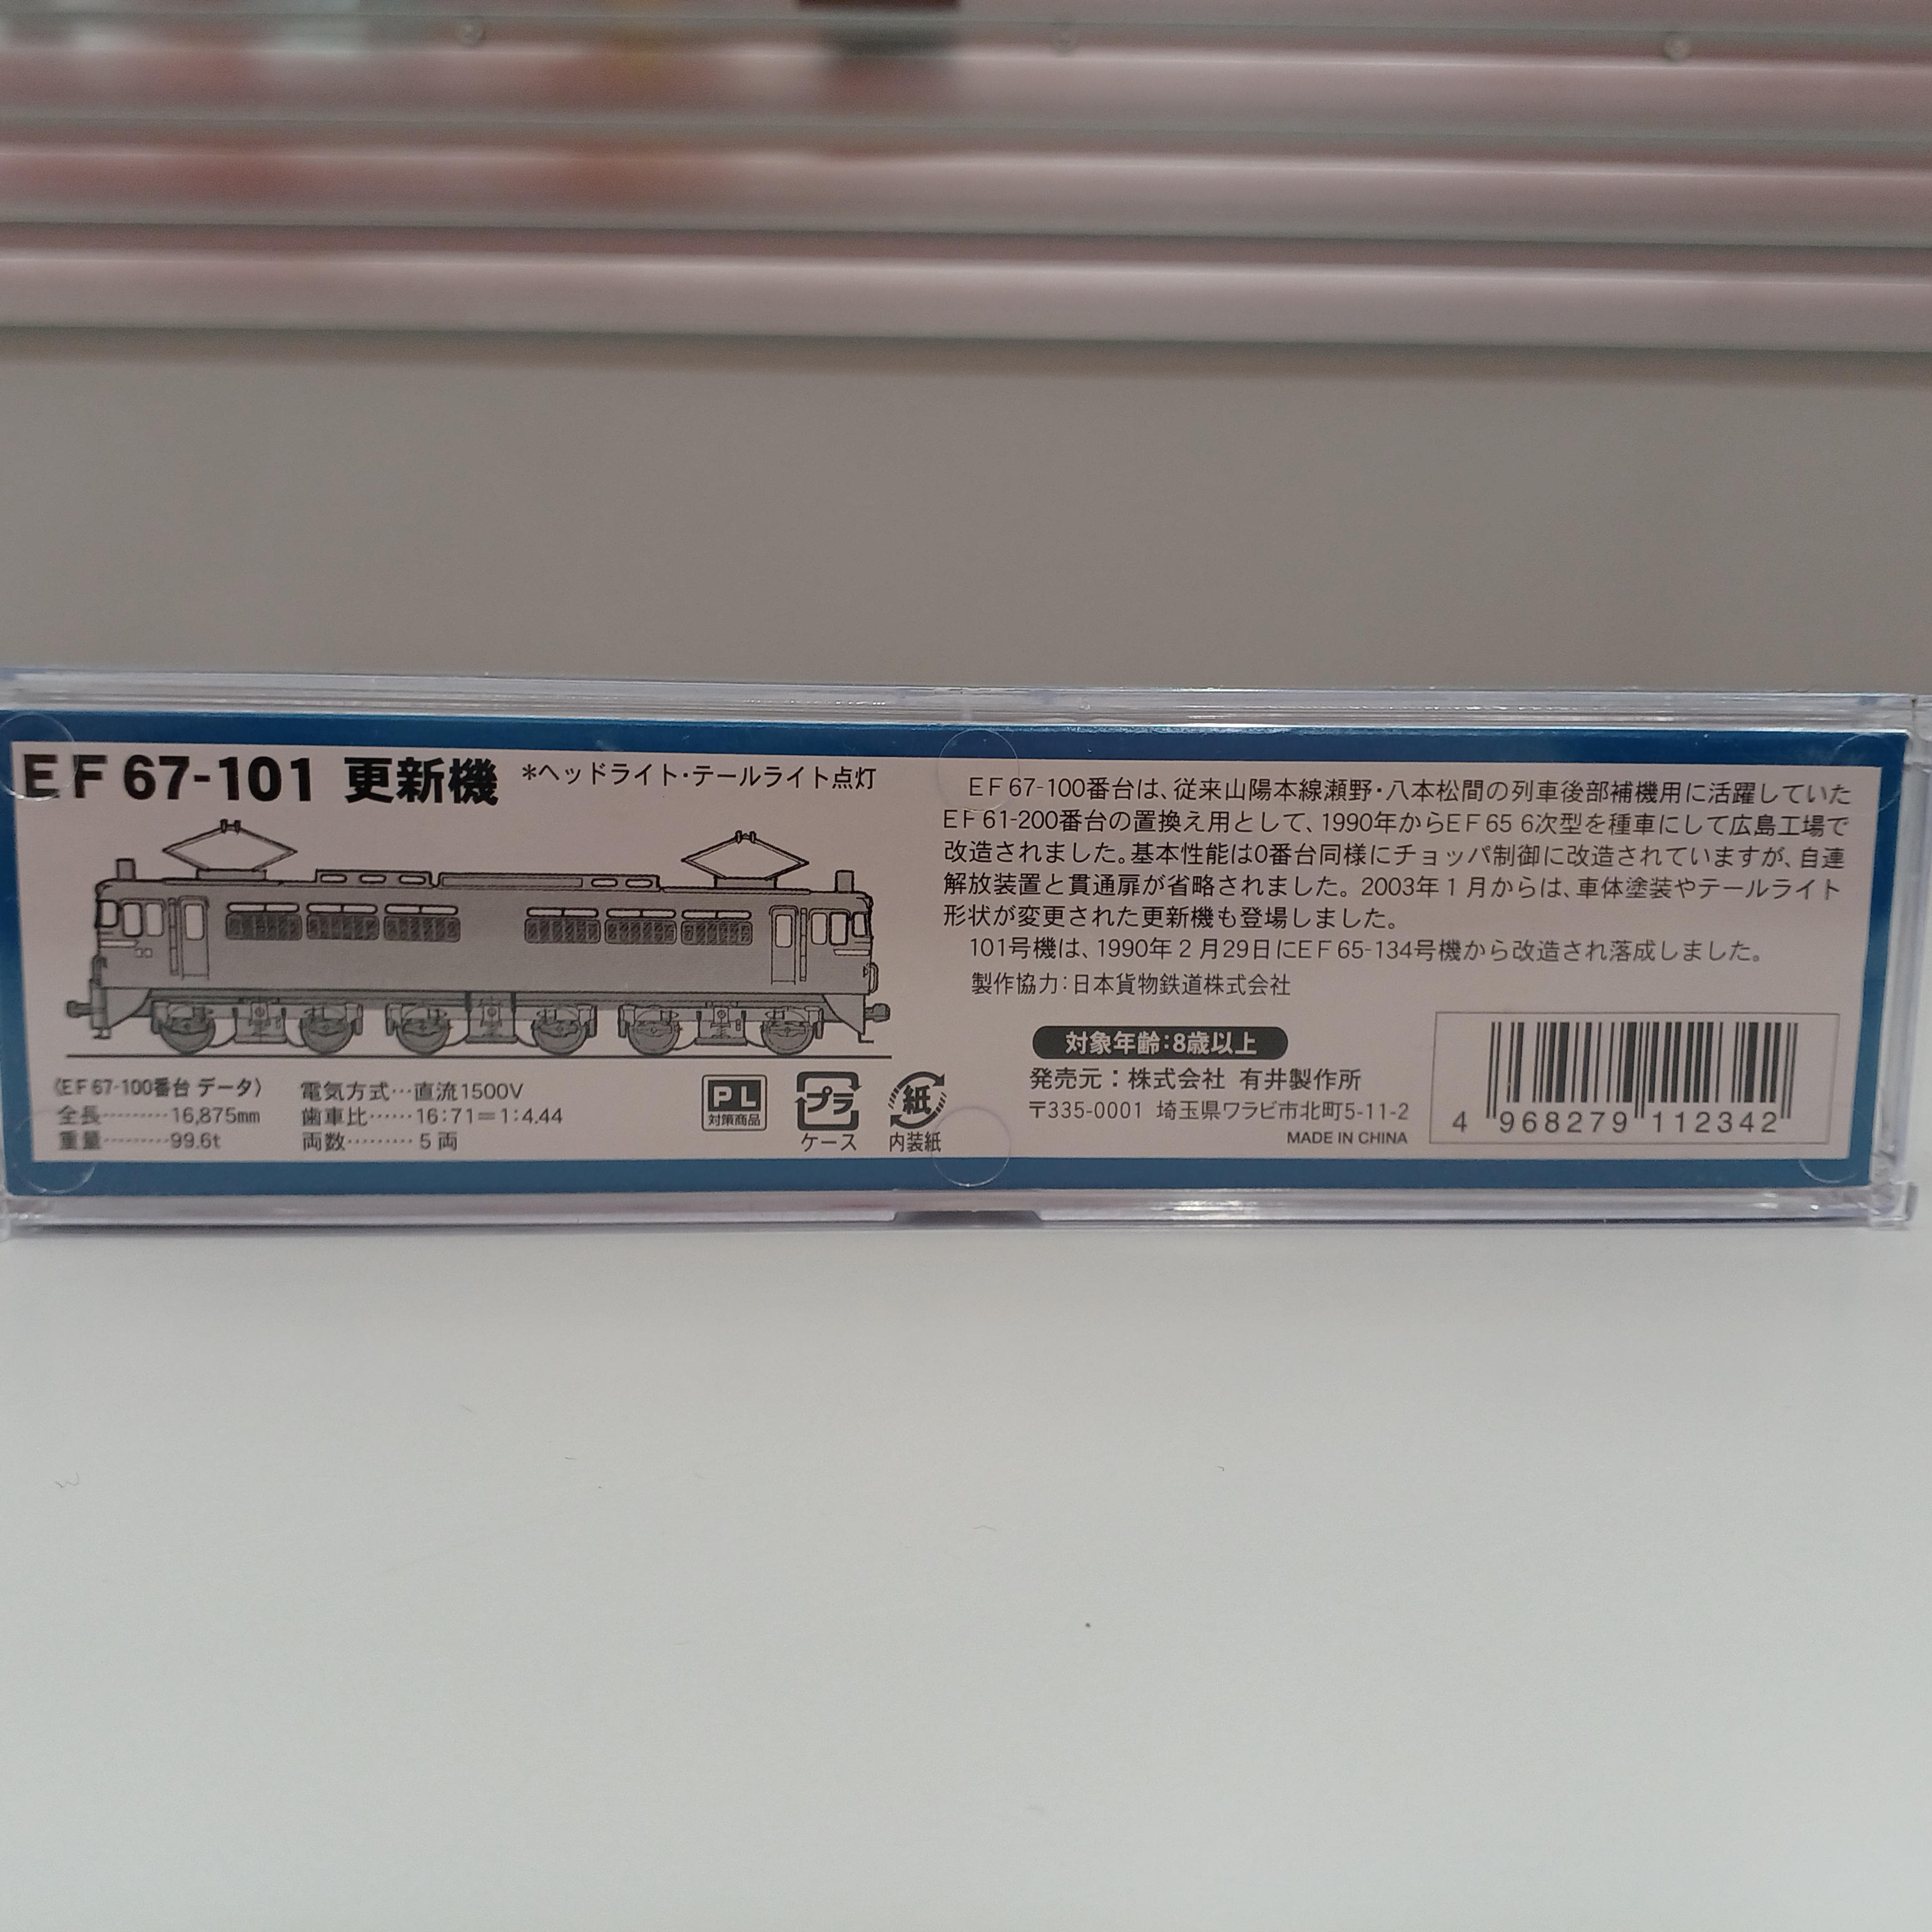 EF67-101 更新機 *ヘッドライト・テールライト点灯
〈EF67-100番台 データ〉
全長………16,875mm
重量………99.6t
電気方式…直流1500V
歯車比……16:71=1:4.44
両数………5両
PL
対策商品
プラ
ケース
紙
内装紙
EF67-100番台は、従来山陽本線瀬野・八本松間の列車後部補機用に活躍していた
EF61-200番台の置換え用として、1990年からEF65 6次型を種車にして広島工場で
改造されました。基本性能は0番台同様にチョッパ制御に改造されていますが、自連
解放装置と貫通扉が省略されました。2003年1月からは、車体塗装やテールライト
形状が変更された更新機も登場しました。
101号機は、1990年2月29日にEF65-134号機から改造され落成しました。
製作協力:日本貨物鉄道株式会社
対象年齢:8歳以上
発売元:株式会社 有井製作所
〒335-0001 埼玉県ワラビ市北町5-11-2
MADE IN CHINA
4 968279 112342